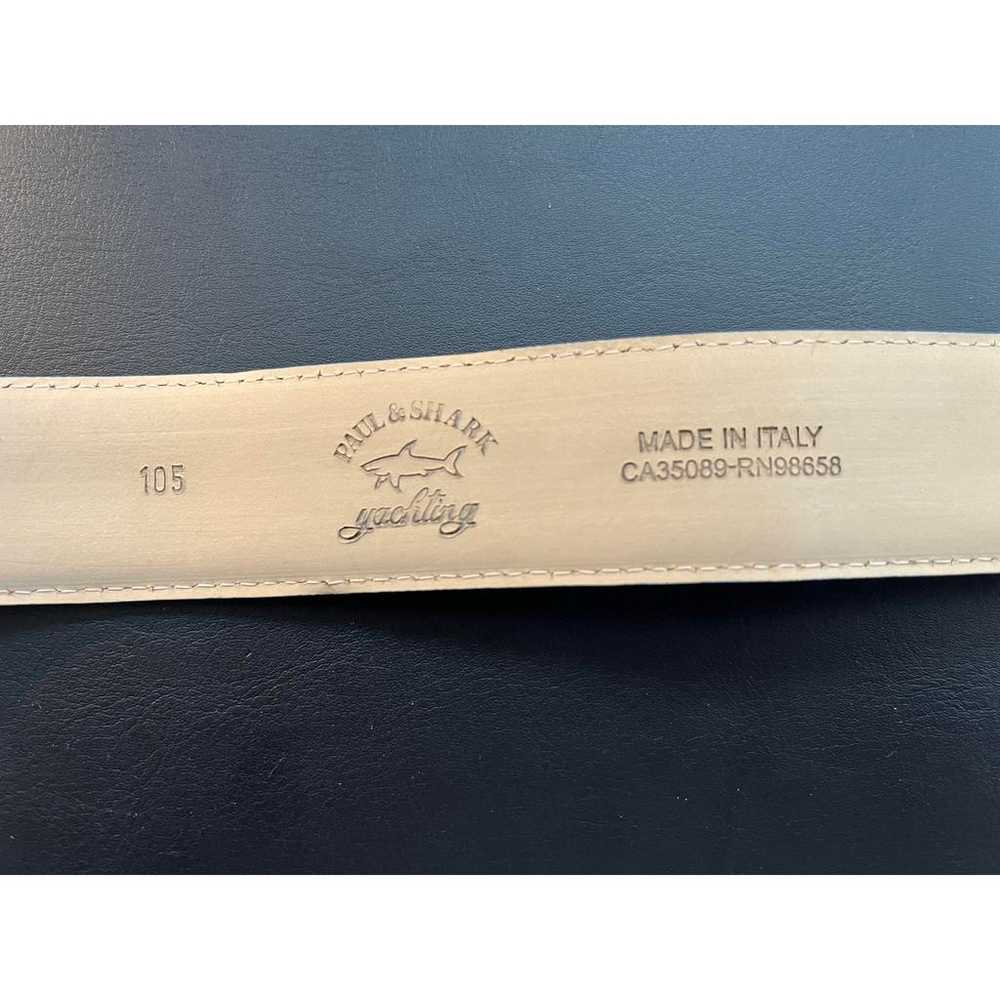 105
PAUL & SHARK
yachting
MADE IN ITALY
CA35089-RN98658